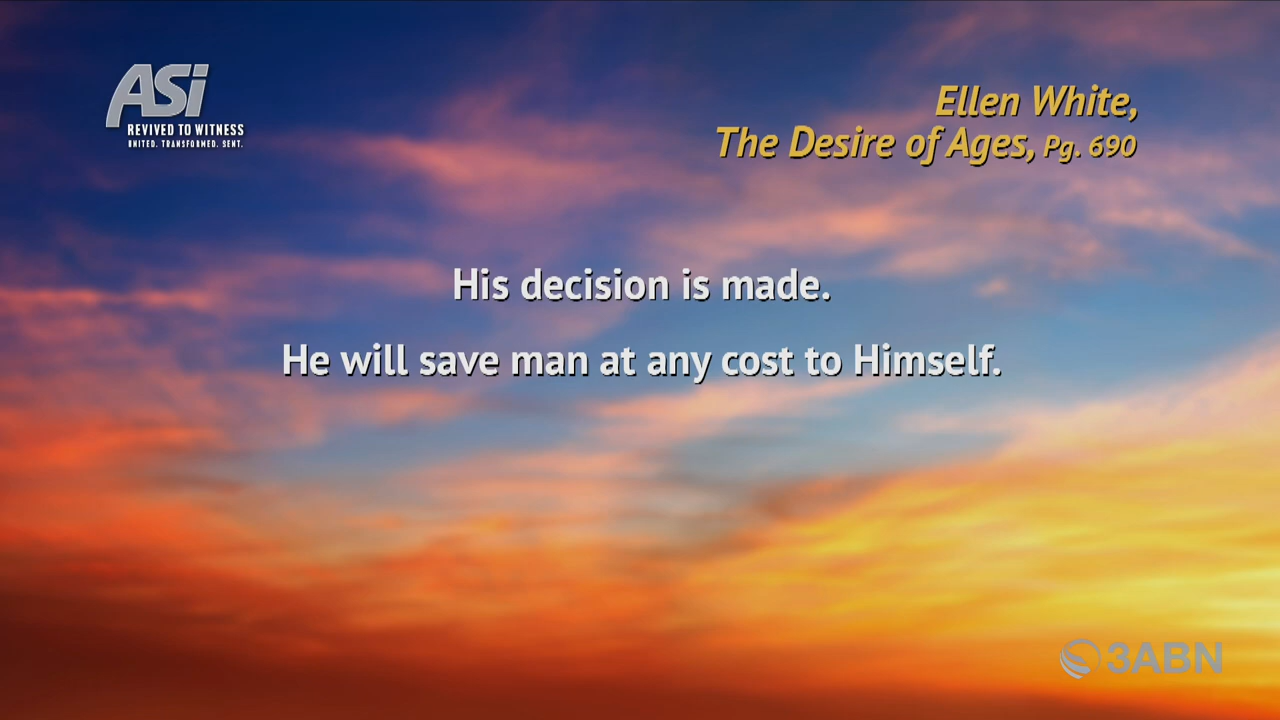 ASi
REVIVED TO WITNESS
UNITED. TRANSFORMED. SENT.
Ellen White,
The Desire of Ages, Pg. 690
His decision is made.
He will save man at any cost to Himself.
3ABN